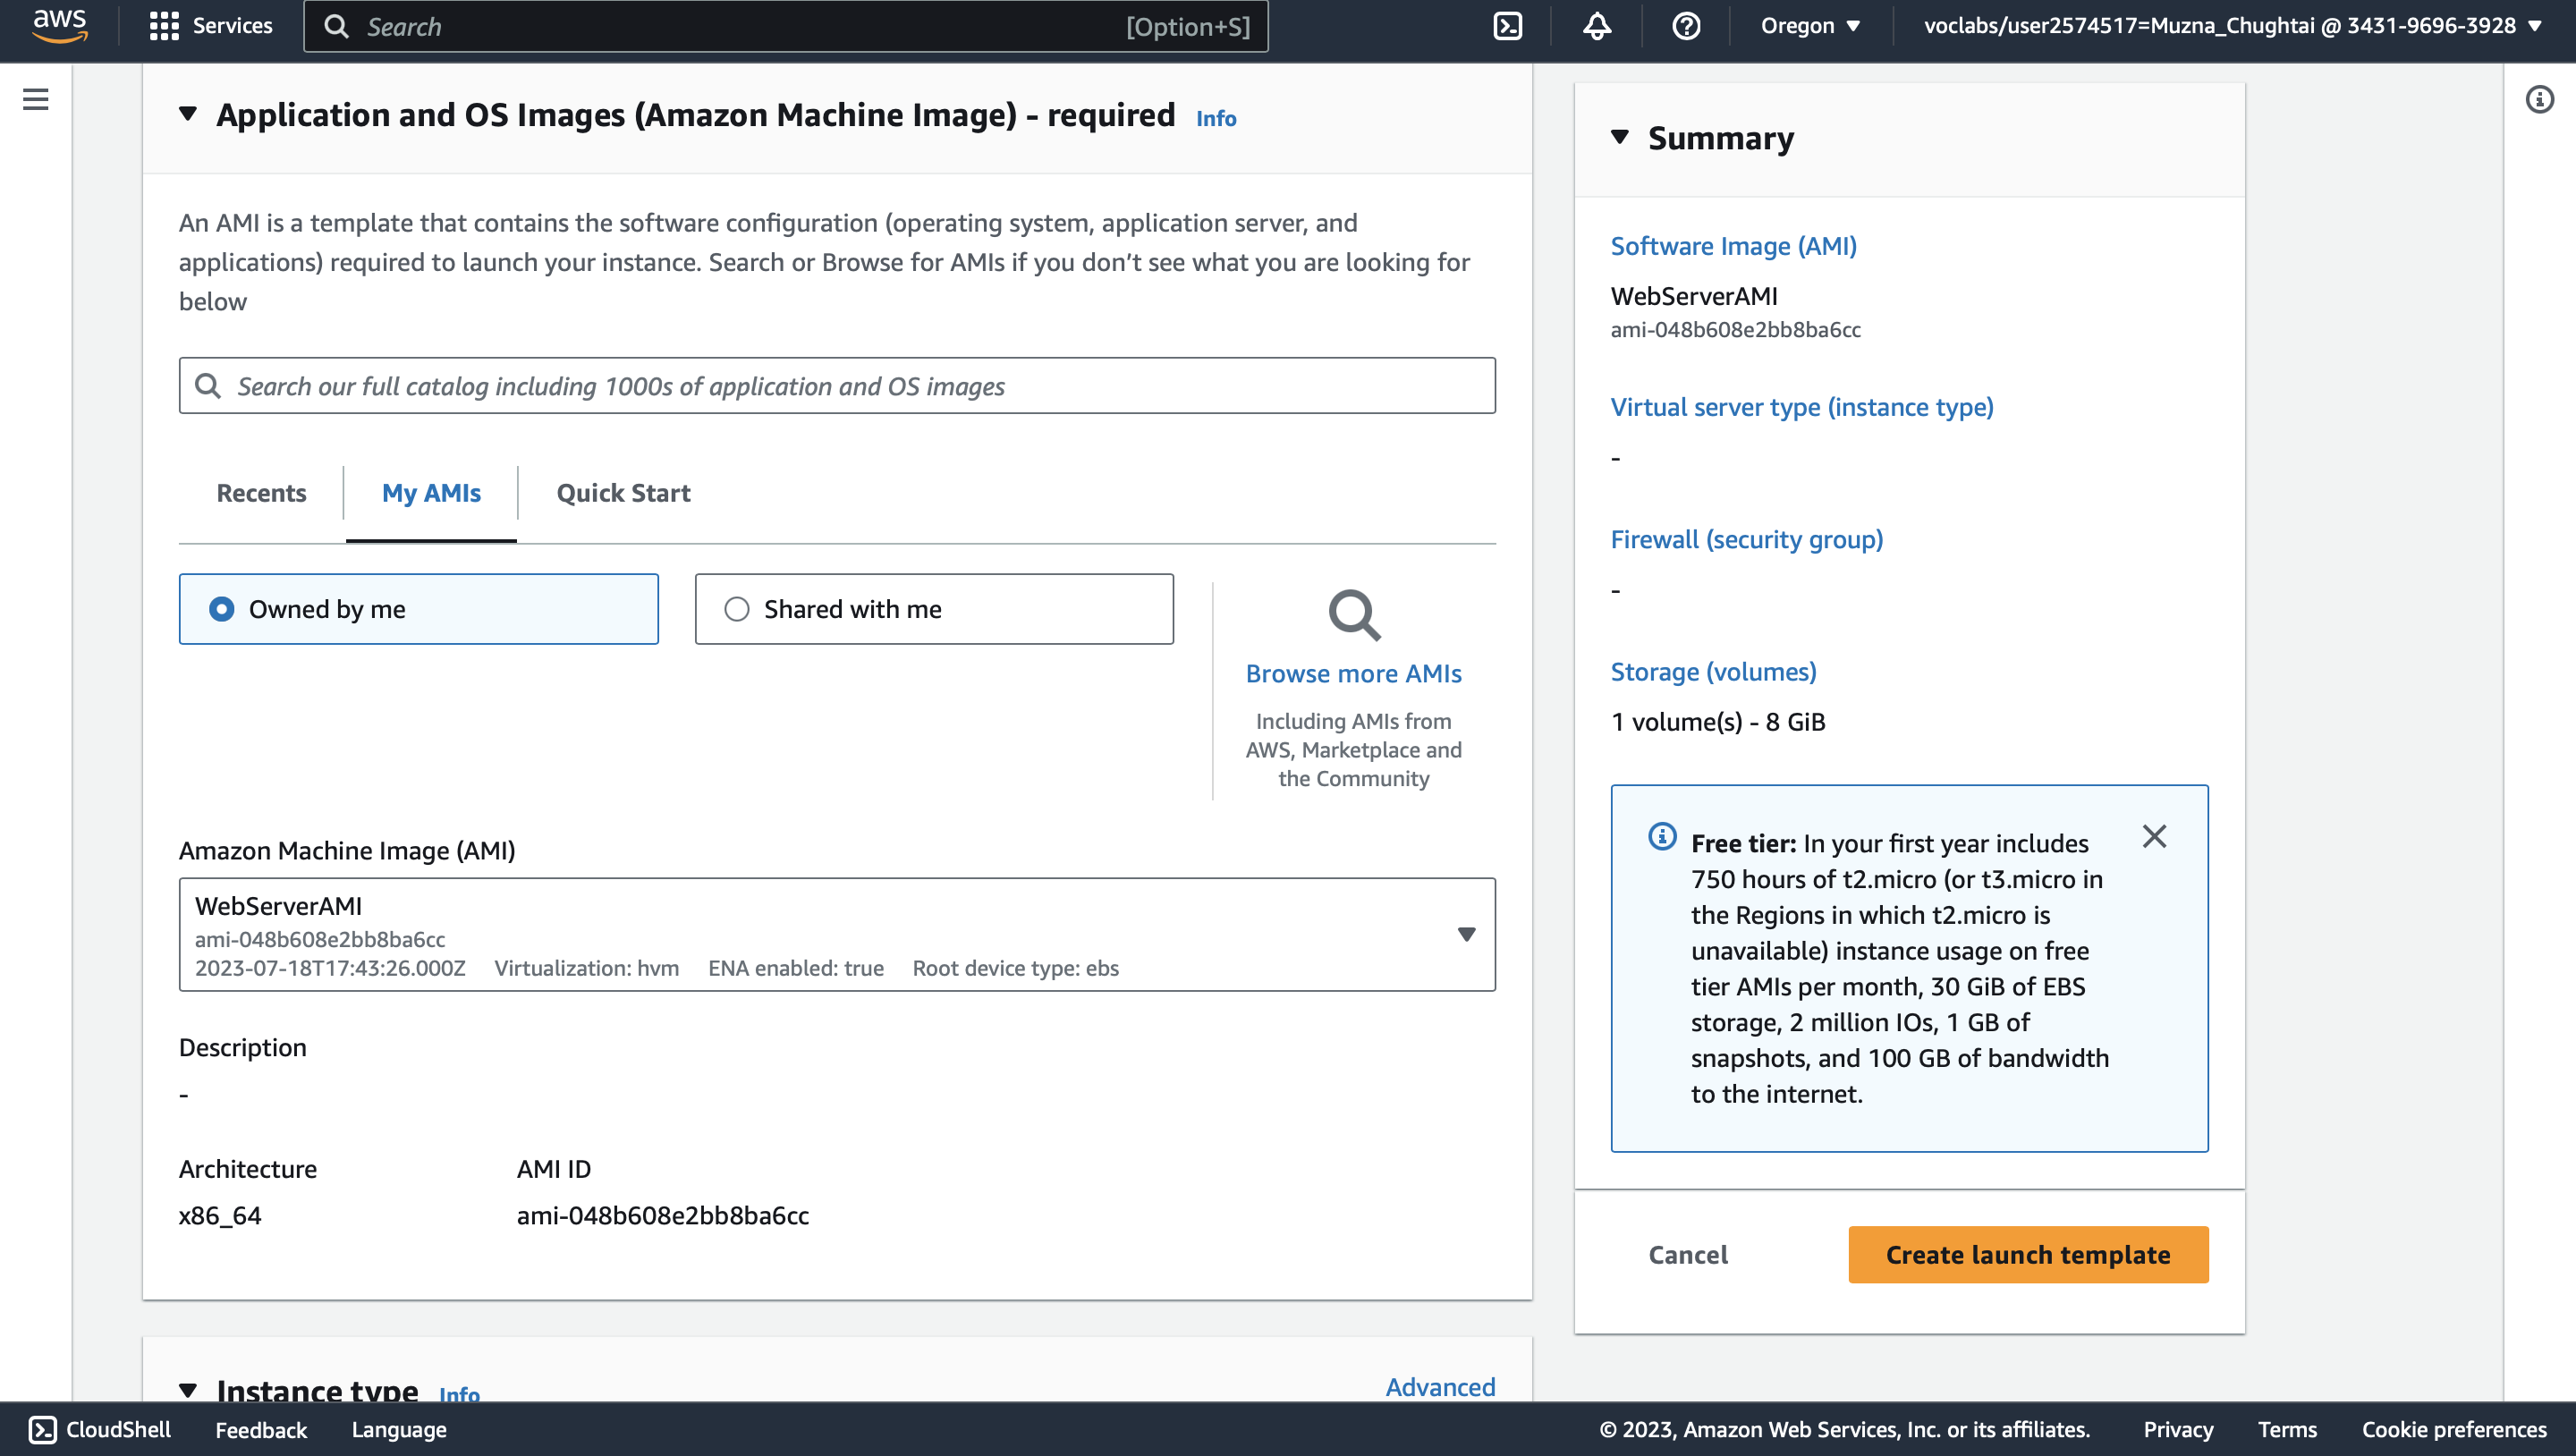 aws
Services
Search
[Option+S]
Oregon
voclabs/user2574517=Muzna_Chughtai @ 3431-9696-3928
Application and OS Images (Amazon Machine Image) - required Info
An AMI is a template that contains the software configuration (operating system, application server, and
applications) required to launch your instance. Search or Browse for AMIs if you don’t see what you are looking for
below
Search our full catalog including 1000s of application and OS images
Recents
My AMIs
Quick Start
Owned by me
Shared with me
Browse more AMIs
Including AMIs from
AWS, Marketplace and
the Community
Amazon Machine Image (AMI)
WebServerAMI
ami-048b608e2bb8ba6cc
2023-07-18T17:43:26.000Z Virtualization: hvm ENA enabled: true Root device type: ebs
Description
-
Architecture
AMI ID
x86_64
ami-048b608e2bb8ba6cc
Instance type Info
Advanced
Summary
Software Image (AMI)
WebServerAMI
ami-048b608e2bb8ba6cc
Virtual server type (instance type)
-
Firewall (security group)
-
Storage (volumes)
1 volume(s) - 8 GiB
Free tier: In your first year includes
750 hours of t2.micro (or t3.micro in
the Regions in which t2.micro is
unavailable) instance usage on free
tier AMIs per month, 30 GiB of EBS
storage, 2 million IOs, 1 GB of
snapshots, and 100 GB of bandwidth
to the internet.
Cancel
Create launch template
CloudShell
Feedback
Language
© 2023, Amazon Web Services, Inc. or its affiliates.
Privacy
Terms
Cookie preferences